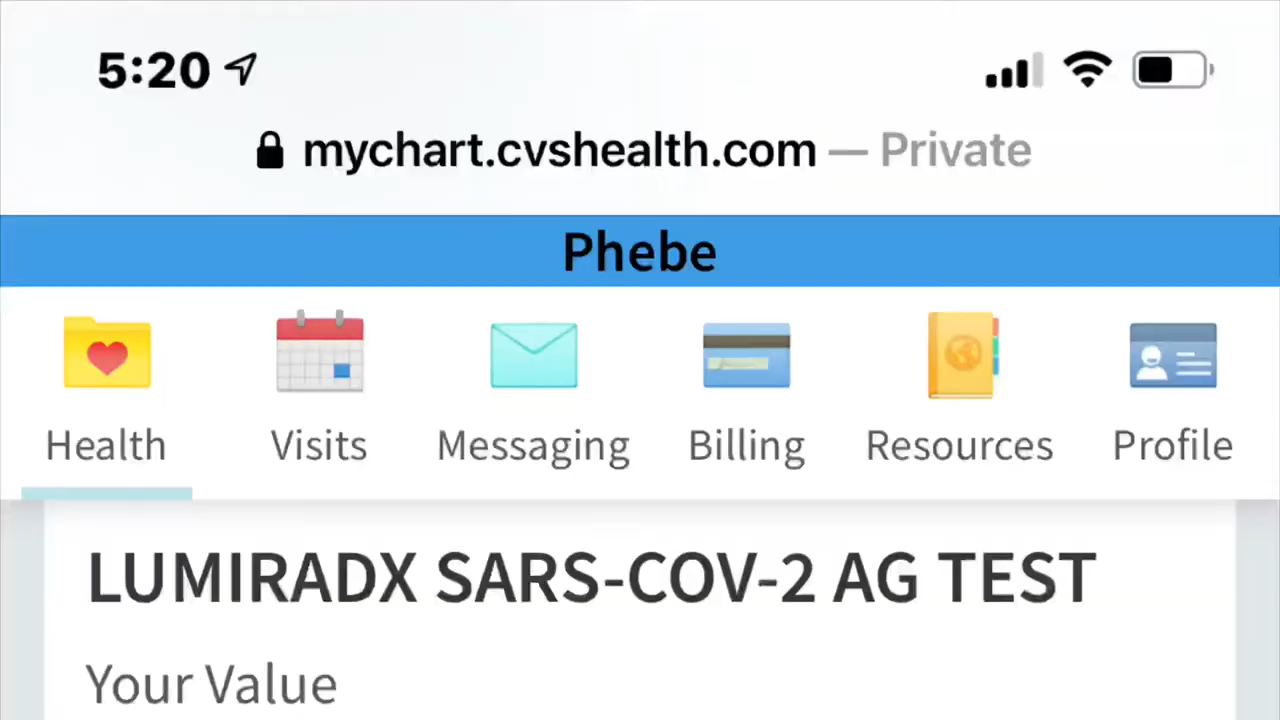 5:20
mychart.cvshealth.com — Private
Phebe
Health Visits Messaging Billing Resources Profile
LUMIRADX SARS-COV-2 AG TEST
Your Value